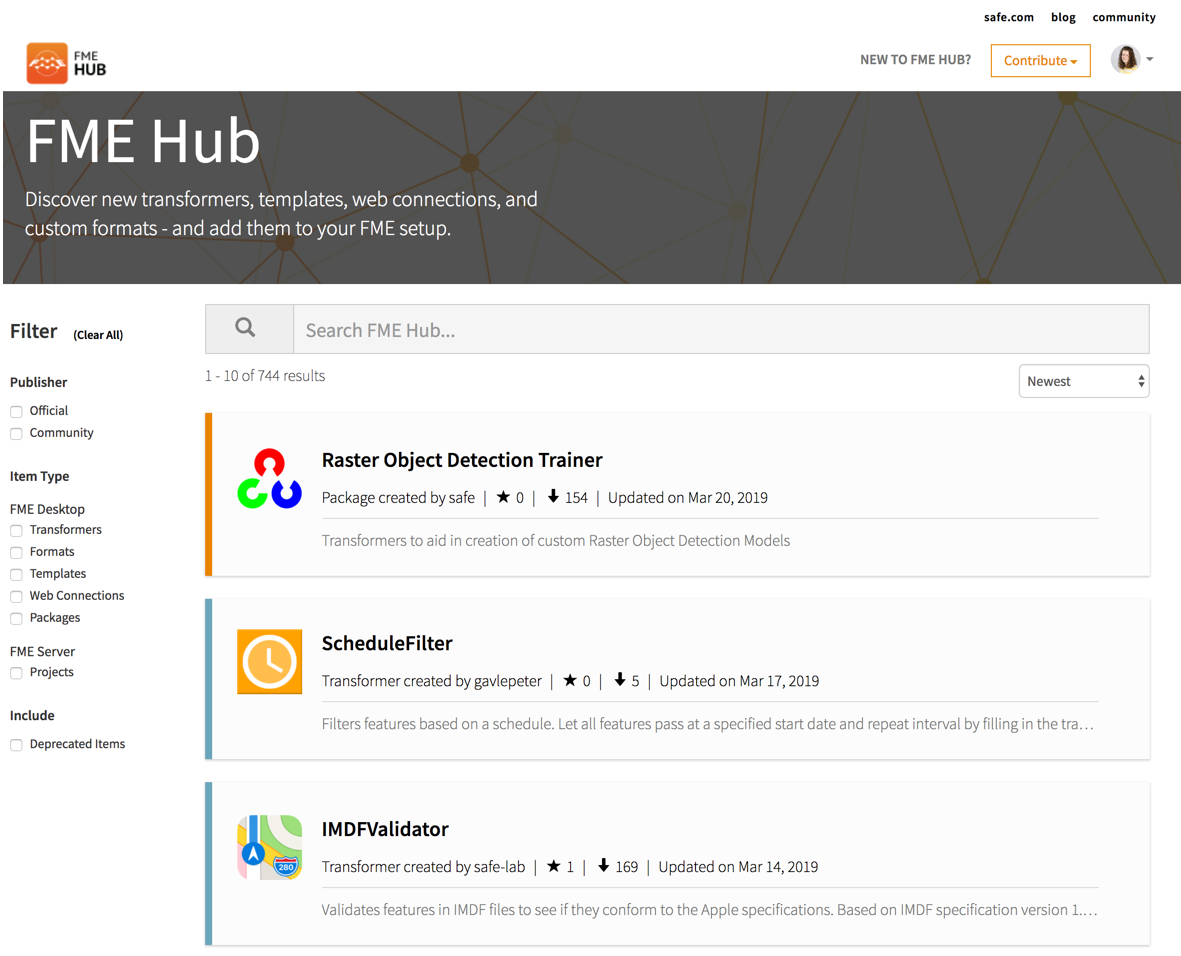 safe.com blog community
FME
HUB
NEW TO FME HUB?
Contribute
FME Hub
Discover new transformers, templates, web connections, and
custom formats - and add them to your FME setup.
Filter (Clear All)
Search FME Hub...
1 - 10 of 744 results
Newest
Publisher
Official
Community
Item Type
FME Desktop
Transformers
Formats
Templates
Web Connections
Packages
FME Server
Projects
Include
Deprecated Items
Raster Object Detection Trainer
Package created by safe | ★ 0 | 154 | Updated on Mar 20, 2019
Transformers to aid in creation of custom Raster Object Detection Models
ScheduleFilter
Transformer created by gavlepeter | ★ 0 | 5 | Updated on Mar 17, 2019
Filters features based on a schedule. Let all features pass at a specified start date and repeat interval by filling in the tra...
280
IMDFValidator
Transformer created by safe-lab | ★ 1 | 169 | Updated on Mar 14, 2019
Validates features in IMDF files to see if they conform to the Apple specifications. Based on IMDF specification version 1....